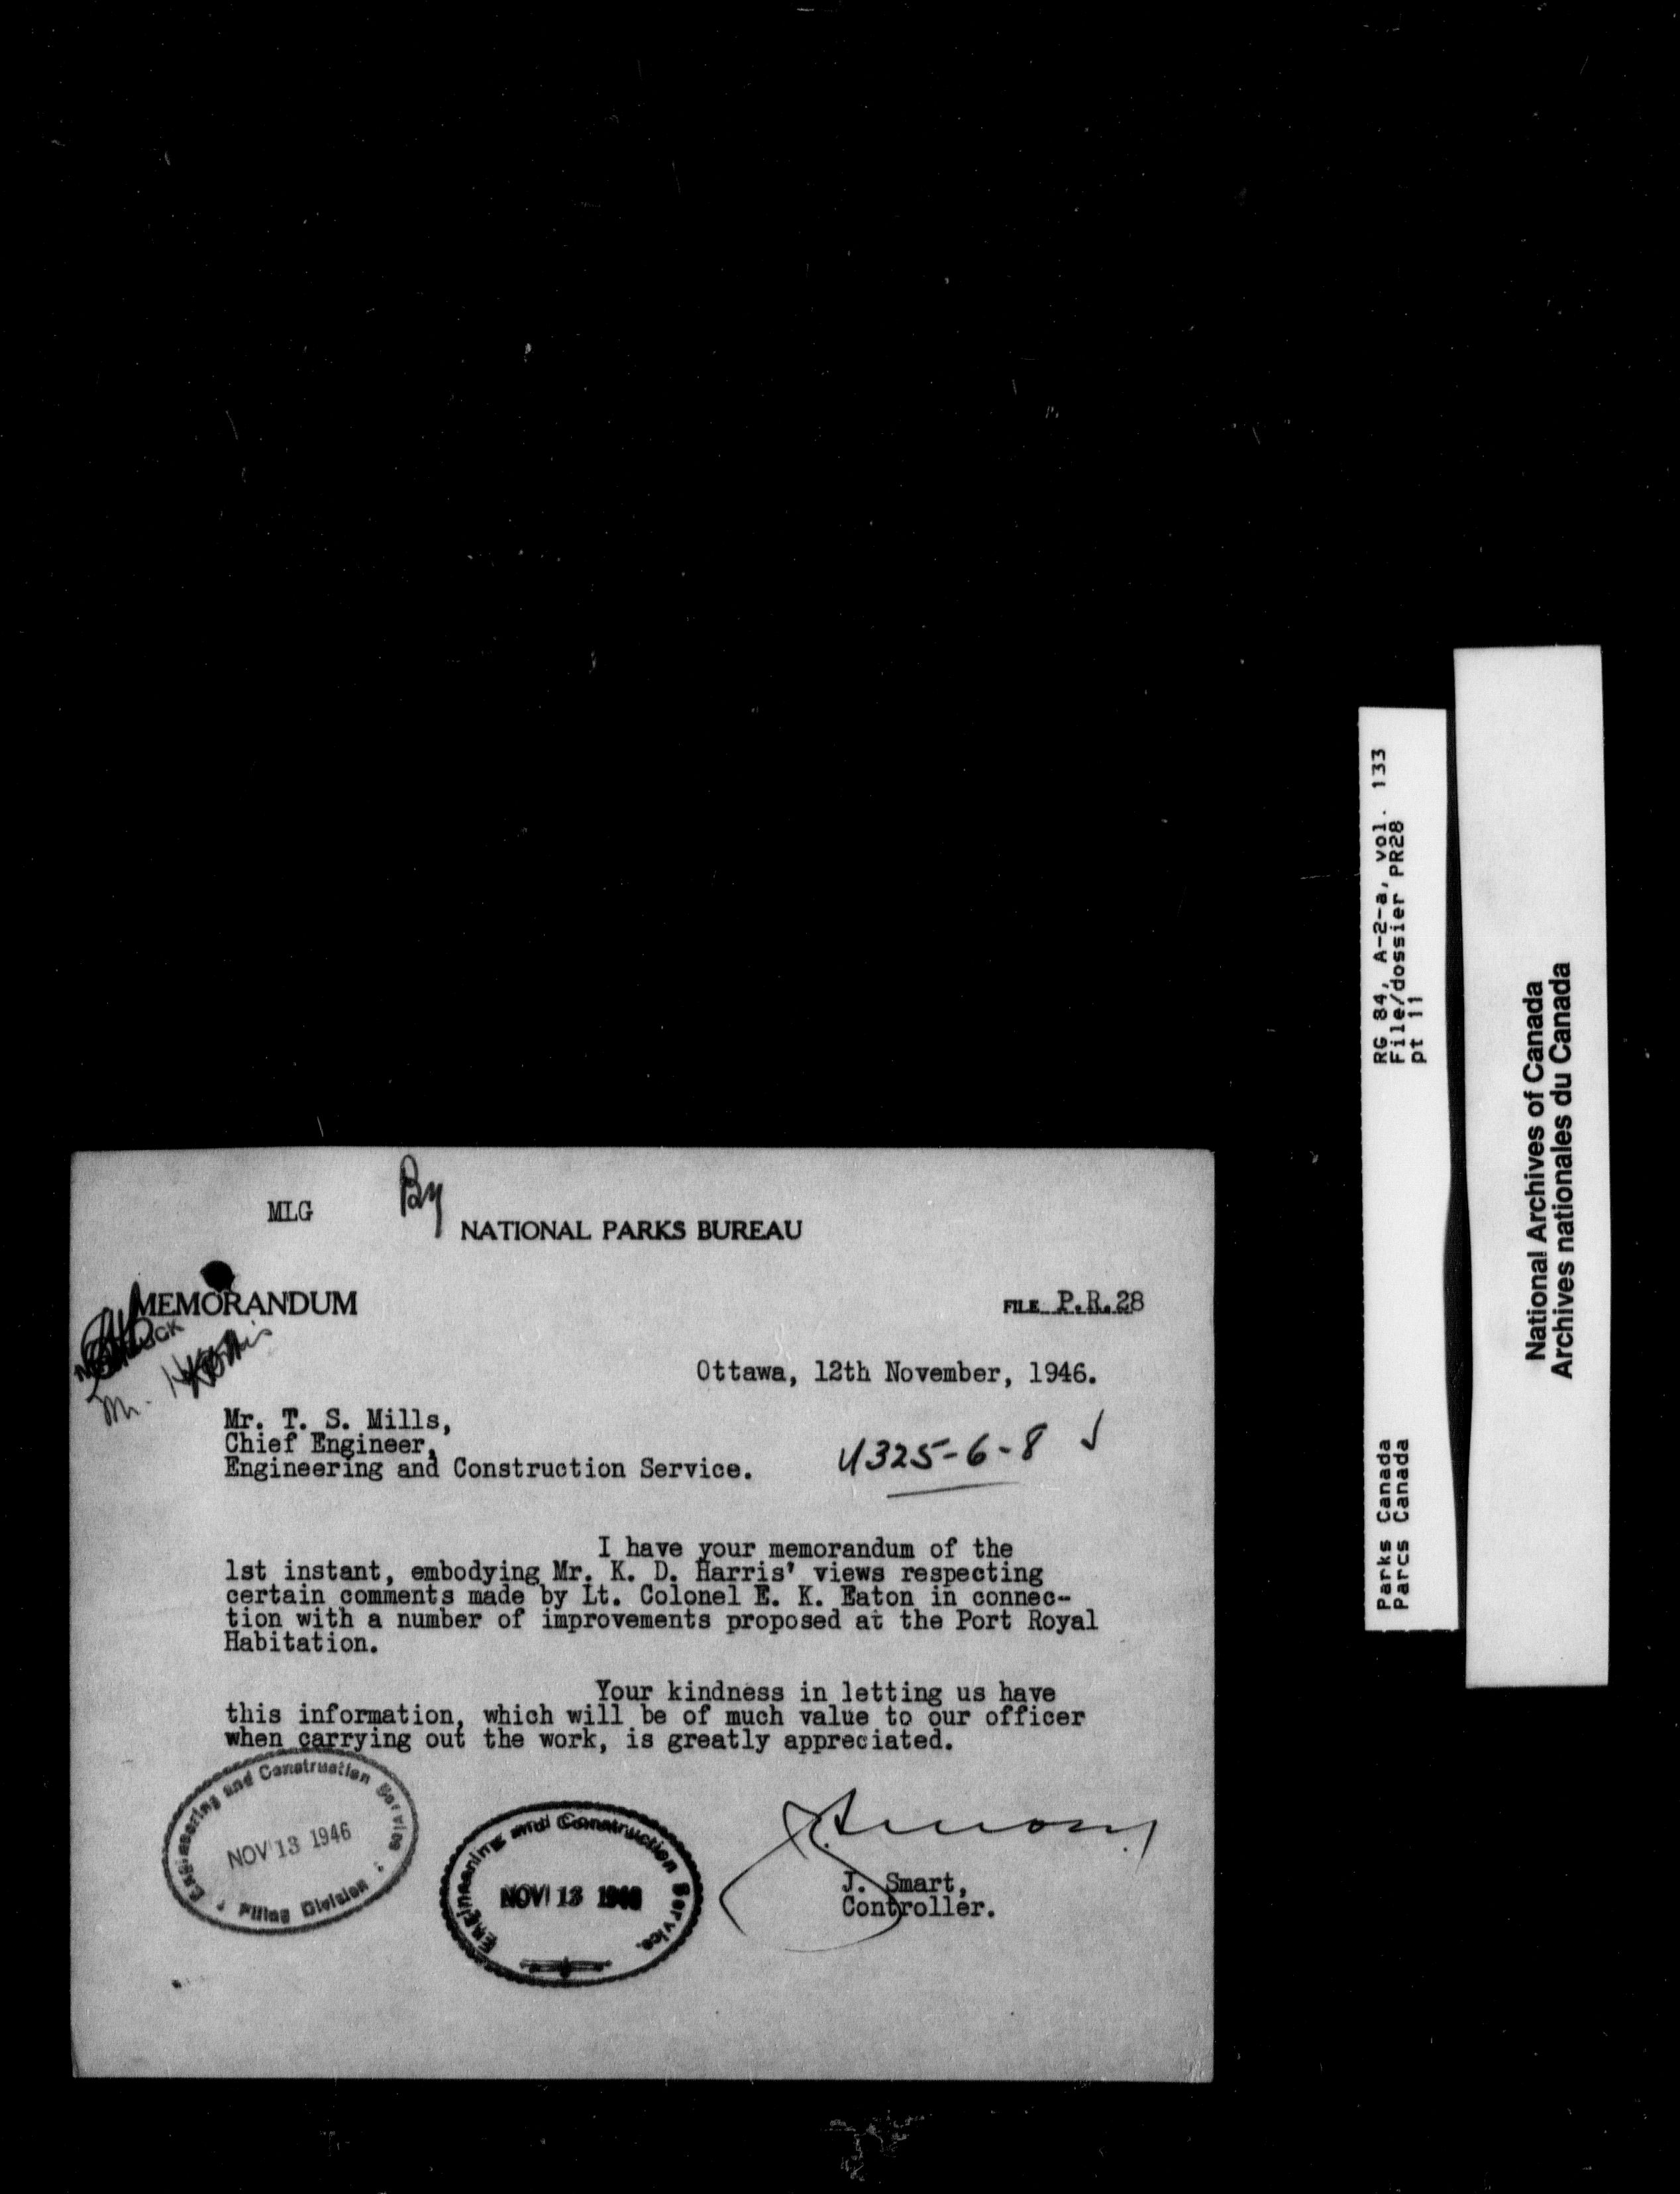 MLG
By
NATIONAL PARKS BUREAU
MEMORANDUM
FILE P.R.28
Mr. Harris
Ottawa, 12th November, 1946.
Mr. T. S. Mills,
Chief Engineer,
Engineering and Construction Service.
4325-6-8
I have your memorandum of the
1st instant, embodying Mr. K. D. Harris' views respecting
certain comments made by Lt. Colonel E. K. Eaton in connec-
tion with a number of improvements proposed at the Port Royal
Habitation.
Your kindness in letting us have
this information, which will be of much value to our officer
when carrying out the work, is greatly appreciated.
Engineering and Construction Service
NOV 13 1946
Filing Division
Engineering and Construction Service.
NOV 13 1946
J. Smart,
Controller.
RG 84, A-2-a, vol. 133
File/dossier PR28
pt 11
Parks Canada
Parcs Canada
National Archives of Canada
Archives nationales du Canada